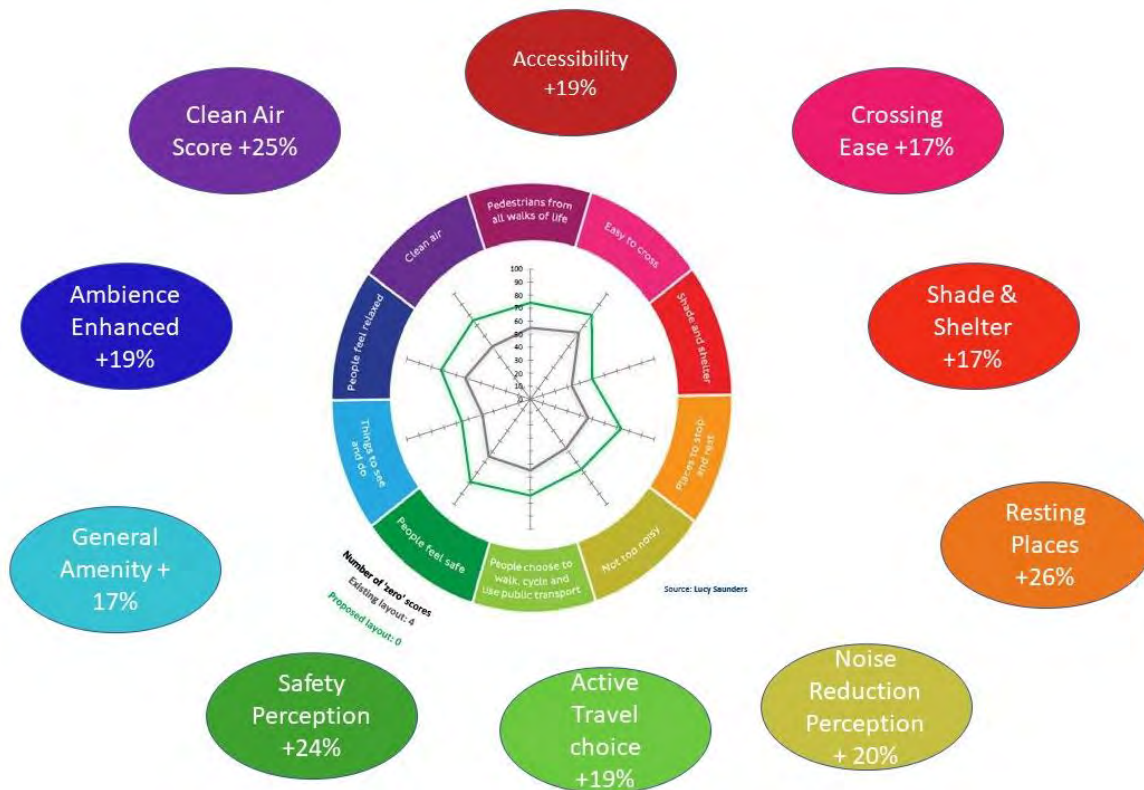 Accessibility
+19%
Clean Air
Score +25%
Crossing
Ease +17%
Pedestrians from
all walks of life
Clean air
Easy to cross
Ambience
Enhanced
+19%
People feel relaxed
100
90
80
70
60
50
40
30
20
10
0
Shade and shelter
Shade &
Shelter
+17%
Things to see
and do
Places to stop
and rest
General
Amenity +
17%
People feel safe
People choose to
walk, cycle and
use public transport
Not too noisy
Resting
Places
+26%
Number of 'zero' scores
Existing layout: 4
Proposed layout: 0
Source: Lucy Saunders
Safety
Perception
+24%
Active
Travel
choice
+19%
Noise
Reduction
Perception
+ 20%